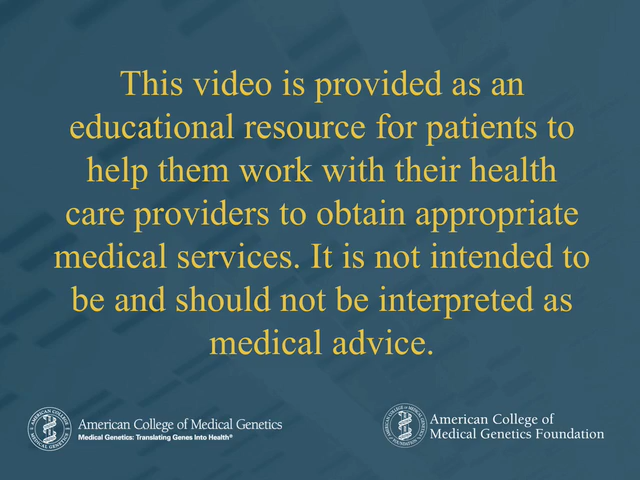 This video is provided as an
educational resource for patients to
help them work with their health
care providers to obtain appropriate
medical services. It is not intended to
be and should not be interpreted as
medical advice.
American College of Medical Genetics
Medical Genetics: Translating Genes Into Health®
American College of
Medical Genetics Foundation